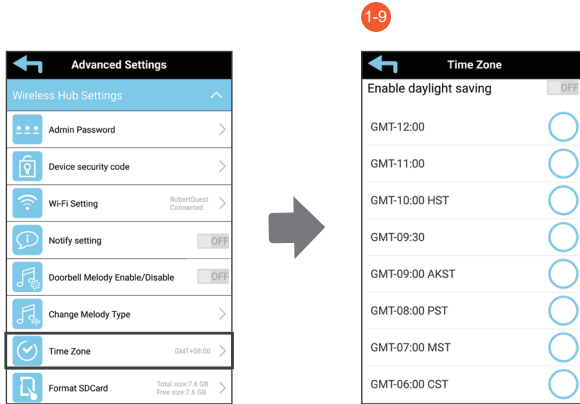 1-9
Advanced Settings
Wireless Hub Settings
Admin Password
Device security code
Wi-Fi Setting
RobertGuest
Connected
Notify setting
OFF
Doorbell Melody Enable/Disable
OFF
Change Melody Type
Time Zone
GMT+08:00
Format SDCard
Total size:7.6 GB
Free size:7.6 GB
Time Zone
Enable daylight saving
OFF
GMT-12:00
GMT-11:00
GMT-10:00 HST
GMT-09:30
GMT-09:00 AKST
GMT-08:00 PST
GMT-07:00 MST
GMT-06:00 CST